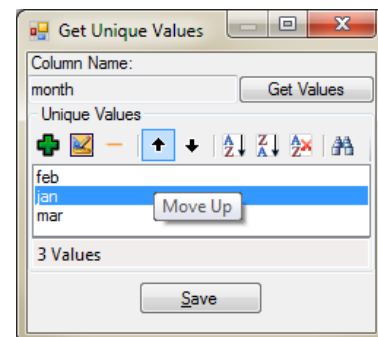 Get Unique Values
Column Name:
month Get Values
Unique Values
feb
jan
mar
Move Up
3 Values
Save